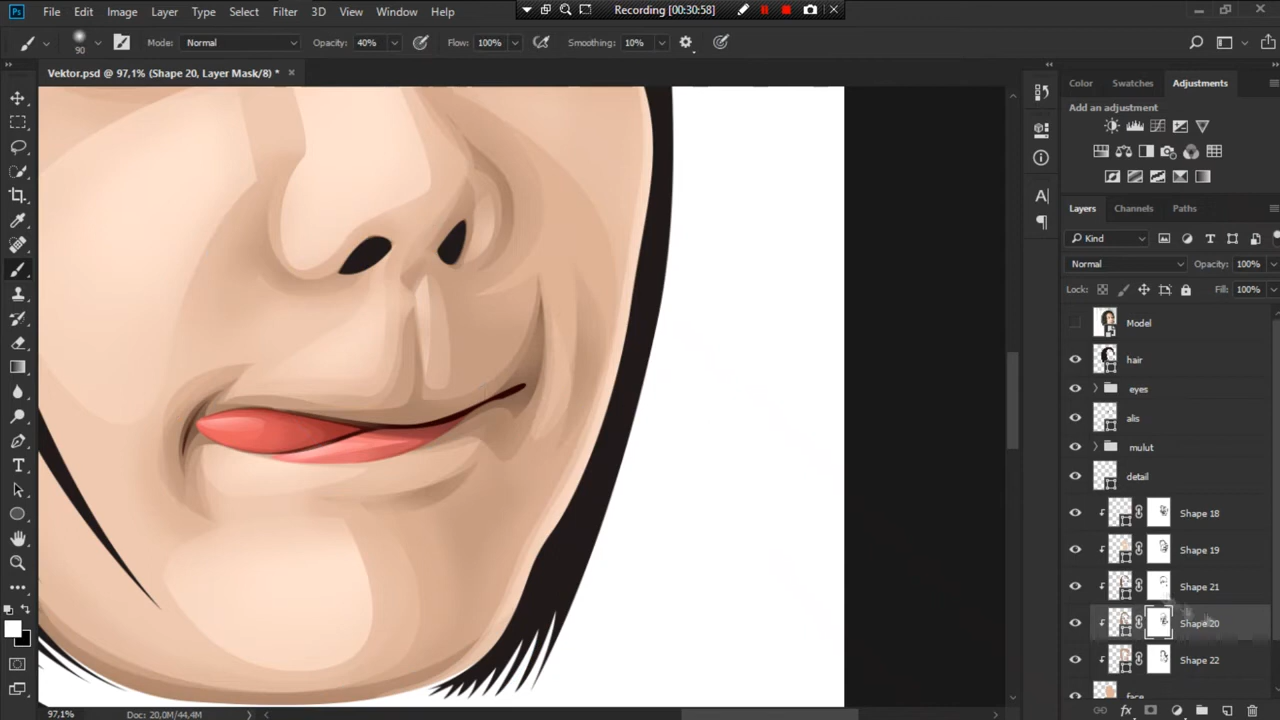 Ps File Edit Image Layer Type Select Filter 3D View Window Help
Recording [00:30:58]
90 Mode: Normal Opacity: 40% Flow: 100% Smoothing: 10%
Vektor.psd @ 97,1% (Shape 20, Layer Mask/8) *
Color Swatches Adjustments
Add an adjustment
Layers Channels Paths
Kind
Normal Opacity: 100%
Lock: Fill: 100%
Model
hair
eyes
alis
mulut
detail
Shape 18
Shape 19
Shape 21
Shape 20
Shape 22
face
97,1% Doc: 20,0M/44,4M